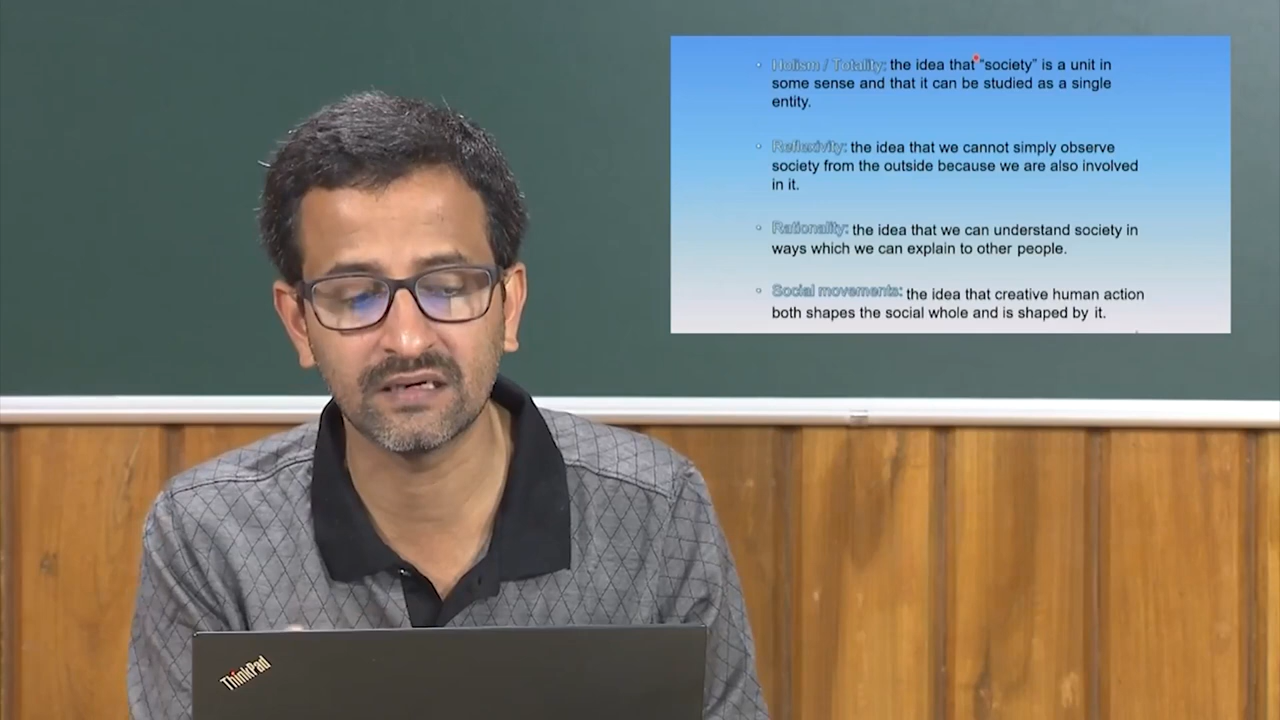 • Holism / Totality: the idea that “society” is a unit in
some sense and that it can be studied as a single
entity.
• Reflexivity: the idea that we cannot simply observe
society from the outside because we are also involved
in it.
• Rationality: the idea that we can understand society in
ways which we can explain to other people.
• Social movements: the idea that creative human action
both shapes the social whole and is shaped by it.
ThinkPad